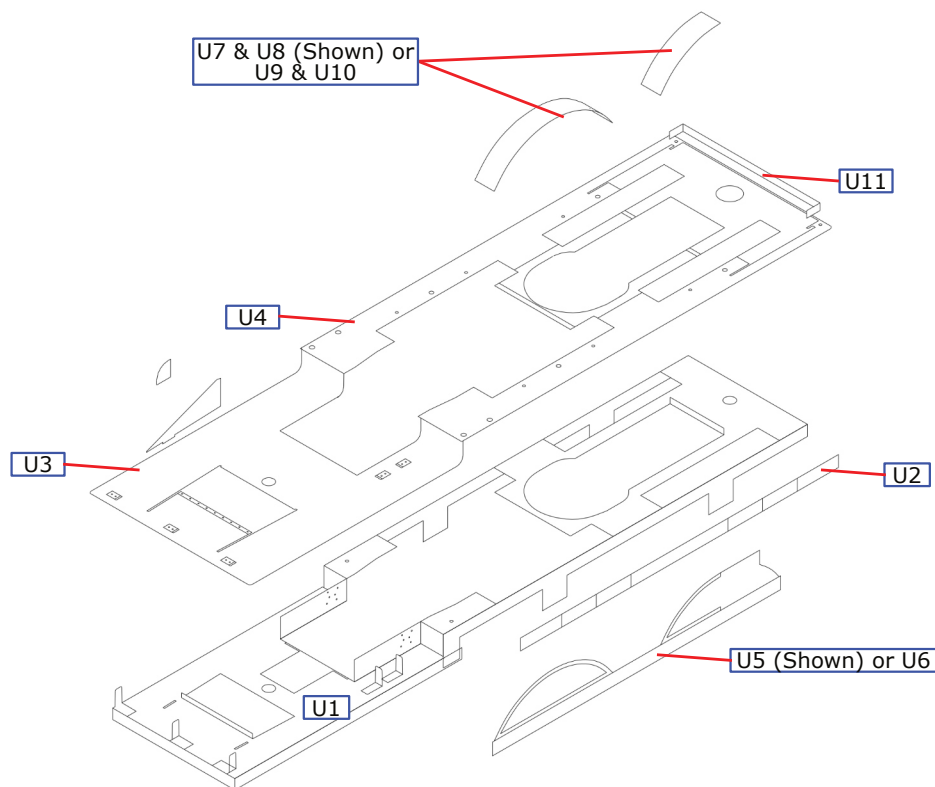 U7 & U8 (Shown) or
U9 & U10
U11
U4
U3
U2
U5 (Shown) or U6
U1